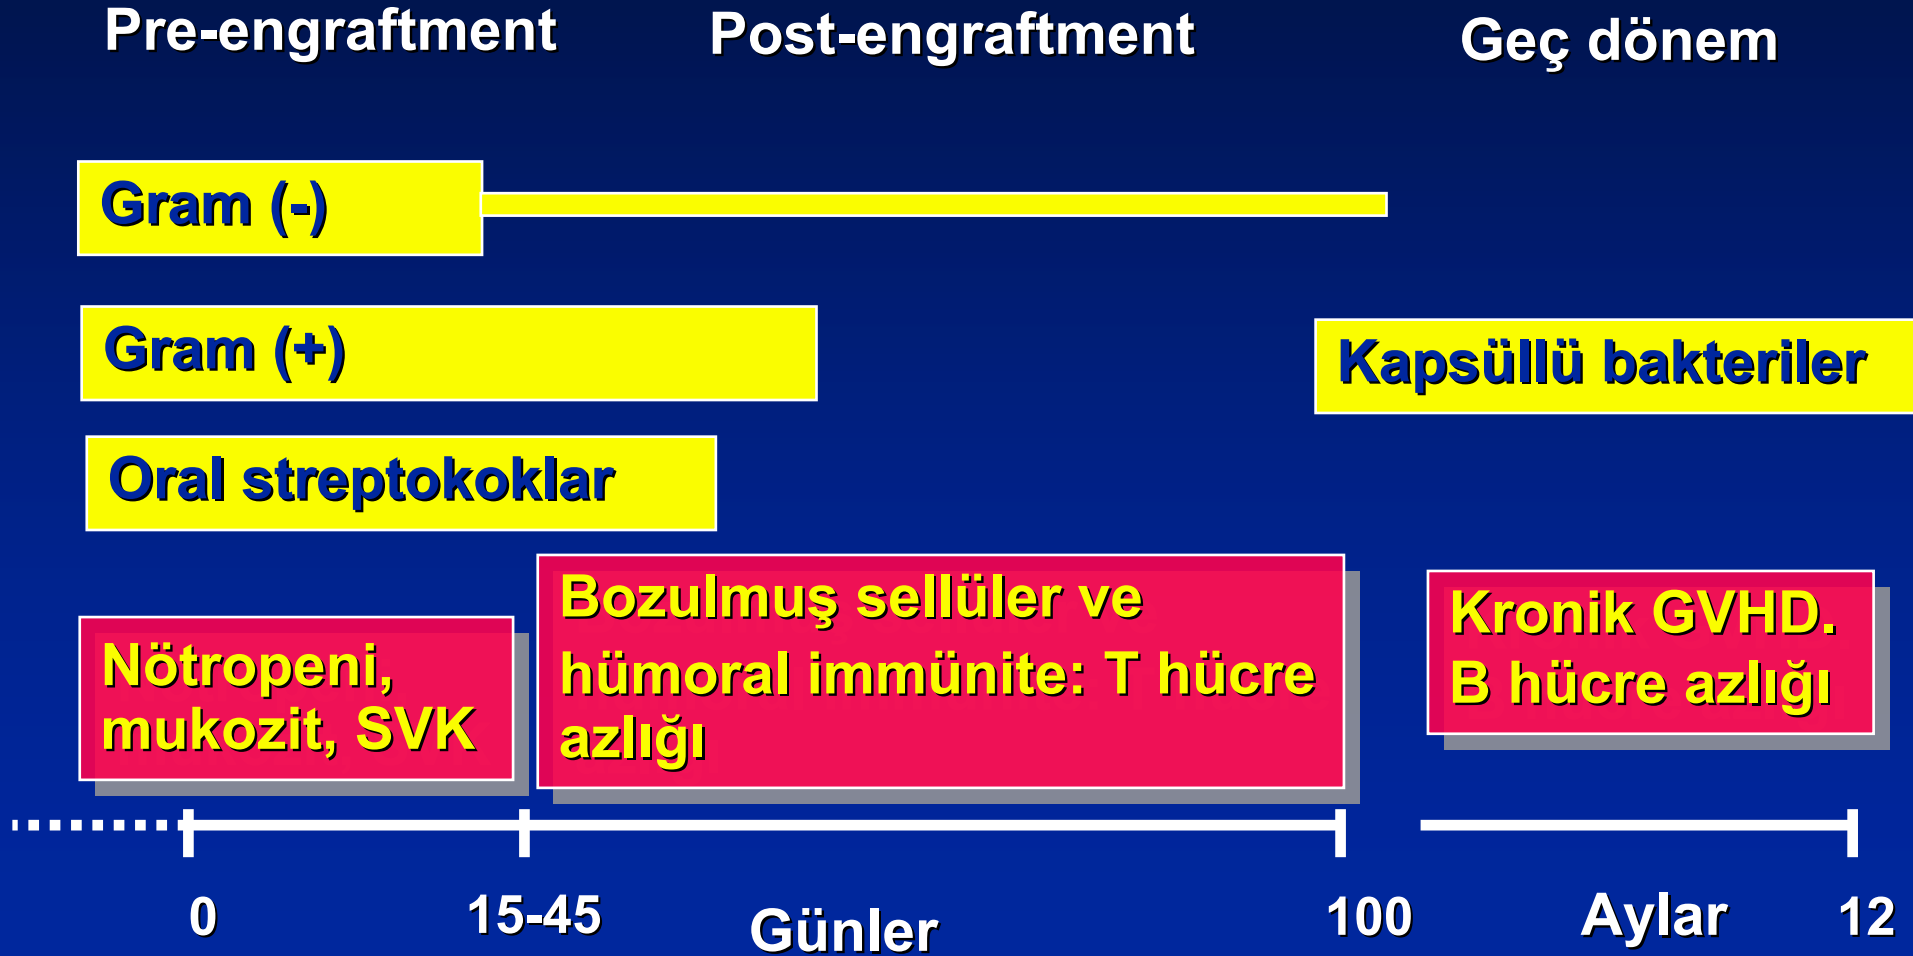 Pre-engraftment
Post-engraftment
Geç dönem
Gram (-)
Gram (+)
Kapsüllü bakteriler
Oral streptokoklar
Nötropeni,
mukozit, SVK
Bozulmuş sellüler ve
hümoral immünite: T hücre
azlığı
Kronik GVHD.
B hücre azlığı
0
15-45
Günler
100
Aylar
12